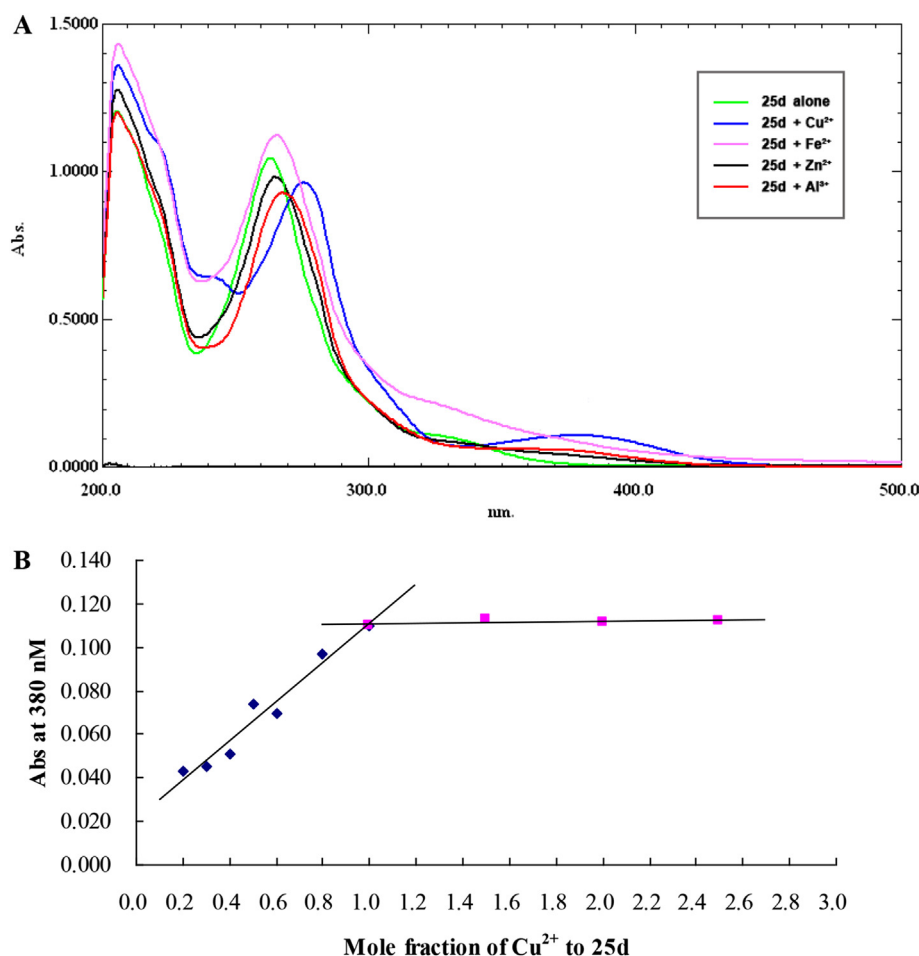 A
1.5000
1.0000
Abs.
0.5000
0.0000
200.0
300.0
400.0
500.0
nm.
25d alone
25d + Cu²⁺
25d + Fe²⁺
25d + Zn²⁺
25d + Al³⁺
B
0.140
0.120
0.100
0.080
0.060
0.040
0.020
0.000
Abs at 380 nM
0.0 0.2 0.4 0.6 0.8 1.0 1.2 1.4 1.6 1.8 2.0 2.2 2.4 2.6 2.8 3.0
Mole fraction of Cu²⁺ to 25d